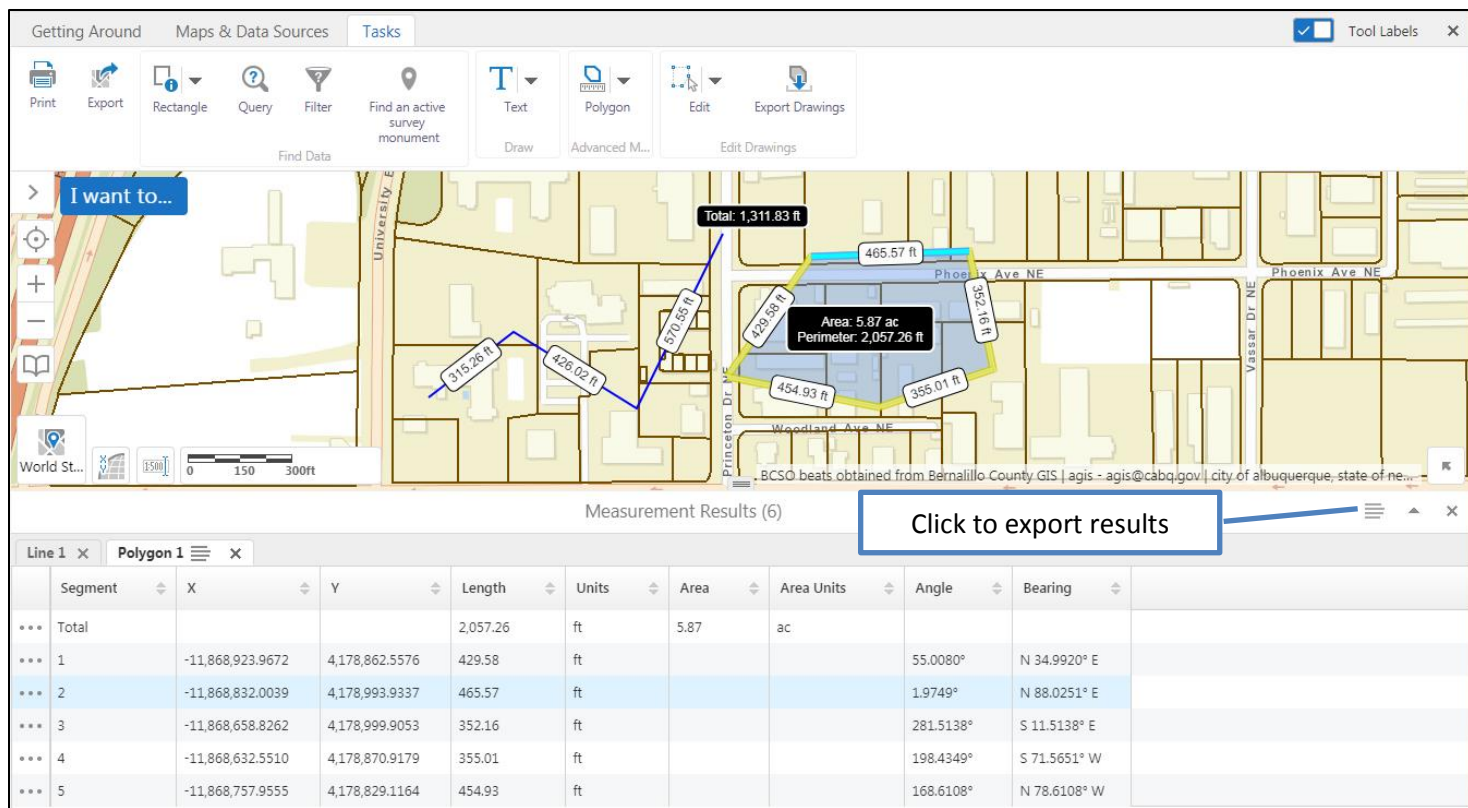 Getting Around Maps & Data Sources Tasks Tool Labels
Print Export Rectangle Query Filter Find an active
survey
monument Text Polygon Edit Export Drawings
Find Data Draw Advanced M... Edit Drawings
I want to...
University E
Total: 1,311.83 ft
465.57 ft
Phoenix Ave NE Phoenix Ave NE
352.16 ft
429.58 ft
570.55 ft
Area: 5.87 ac
Perimeter: 2,057.26 ft
Vassar Dr NE
315.26 ft 426.02 ft
454.93 ft 355.01 ft
Princeton Dr NE
Woodland Ave NE
World St... X Y 1:500 0 150 300ft
BCSO beats obtained from Bernalillo County GIS | agis - agis@cabq.gov | city of albuquerque, state of ne...
Measurement Results (6)
Click to export results
Line 1 Polygon 1
Segment X Y Length Units Area Area Units Angle Bearing
Total 2,057.26 ft 5.87 ac
1 -11,868,923.9672 4,178,862.5576 429.58 ft 55.0080° N 34.9920° E
2 -11,868,832.0039 4,178,993.9337 465.57 ft 1.9749° N 88.0251° E
3 -11,868,658.8262 4,178,999.9053 352.16 ft 281.5138° S 11.5138° E
4 -11,868,632.5510 4,178,870.9179 355.01 ft 198.4349° S 71.5651° W
5 -11,868,757.9555 4,178,829.1164 454.93 ft 168.6108° N 78.6108° W